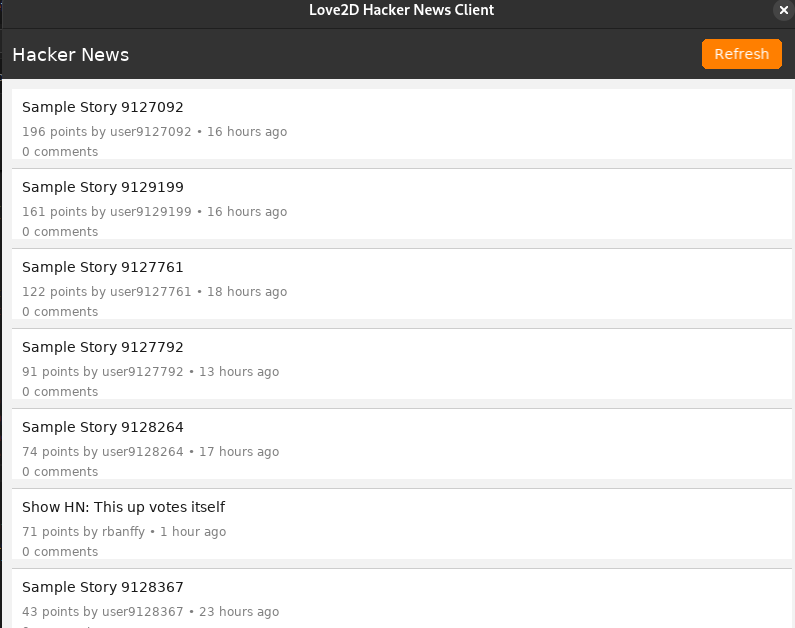 Love2D Hacker News Client
Hacker News
Refresh
Sample Story 9127092
196 points by user9127092 • 16 hours ago
0 comments
Sample Story 9129199
161 points by user9129199 • 16 hours ago
0 comments
Sample Story 9127761
122 points by user9127761 • 18 hours ago
0 comments
Sample Story 9127792
91 points by user9127792 • 13 hours ago
0 comments
Sample Story 9128264
74 points by user9128264 • 17 hours ago
0 comments
Show HN: This up votes itself
71 points by rbanffy • 1 hour ago
0 comments
Sample Story 9128367
43 points by user9128367 • 23 hours ago